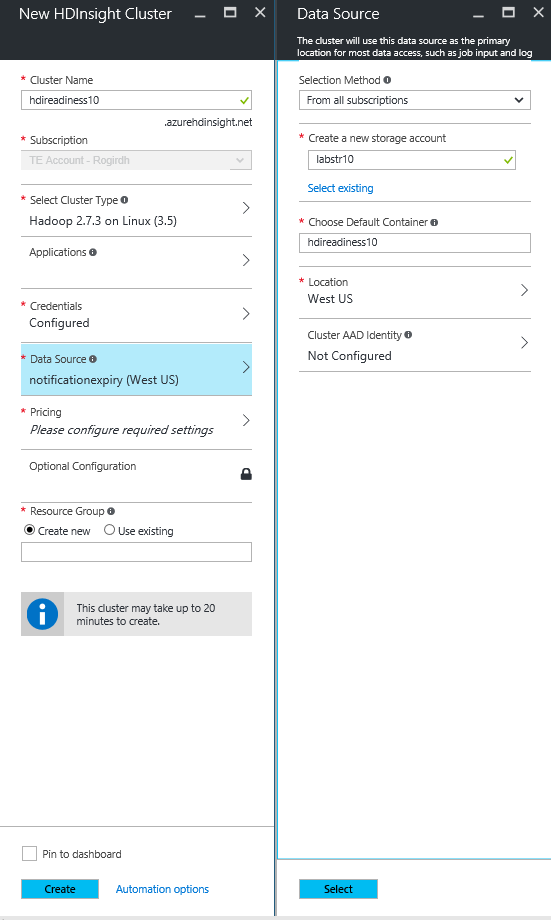 New HDInsight Cluster
* Cluster Name
hdireadiness10
.azurehdinsight.net
* Subscription
TE Account - Rogirdh
* Select Cluster Type
Hadoop 2.7.3 on Linux (3.5)
Applications
* Credentials
Configured
* Data Source
notificationexpiry (West US)
* Pricing
Please configure required settings
Optional Configuration
* Resource Group
Create new Use existing
This cluster may take up to 20
minutes to create.
Pin to dashboard
Create Automation options
Data Source
The cluster will use this data source as the primary
location for most data access, such as job input and log
Selection Method
From all subscriptions
* Create a new storage account
labstr10
Select existing
* Choose Default Container
hdireadiness10
* Location
West US
Cluster AAD Identity
Not Configured
Select